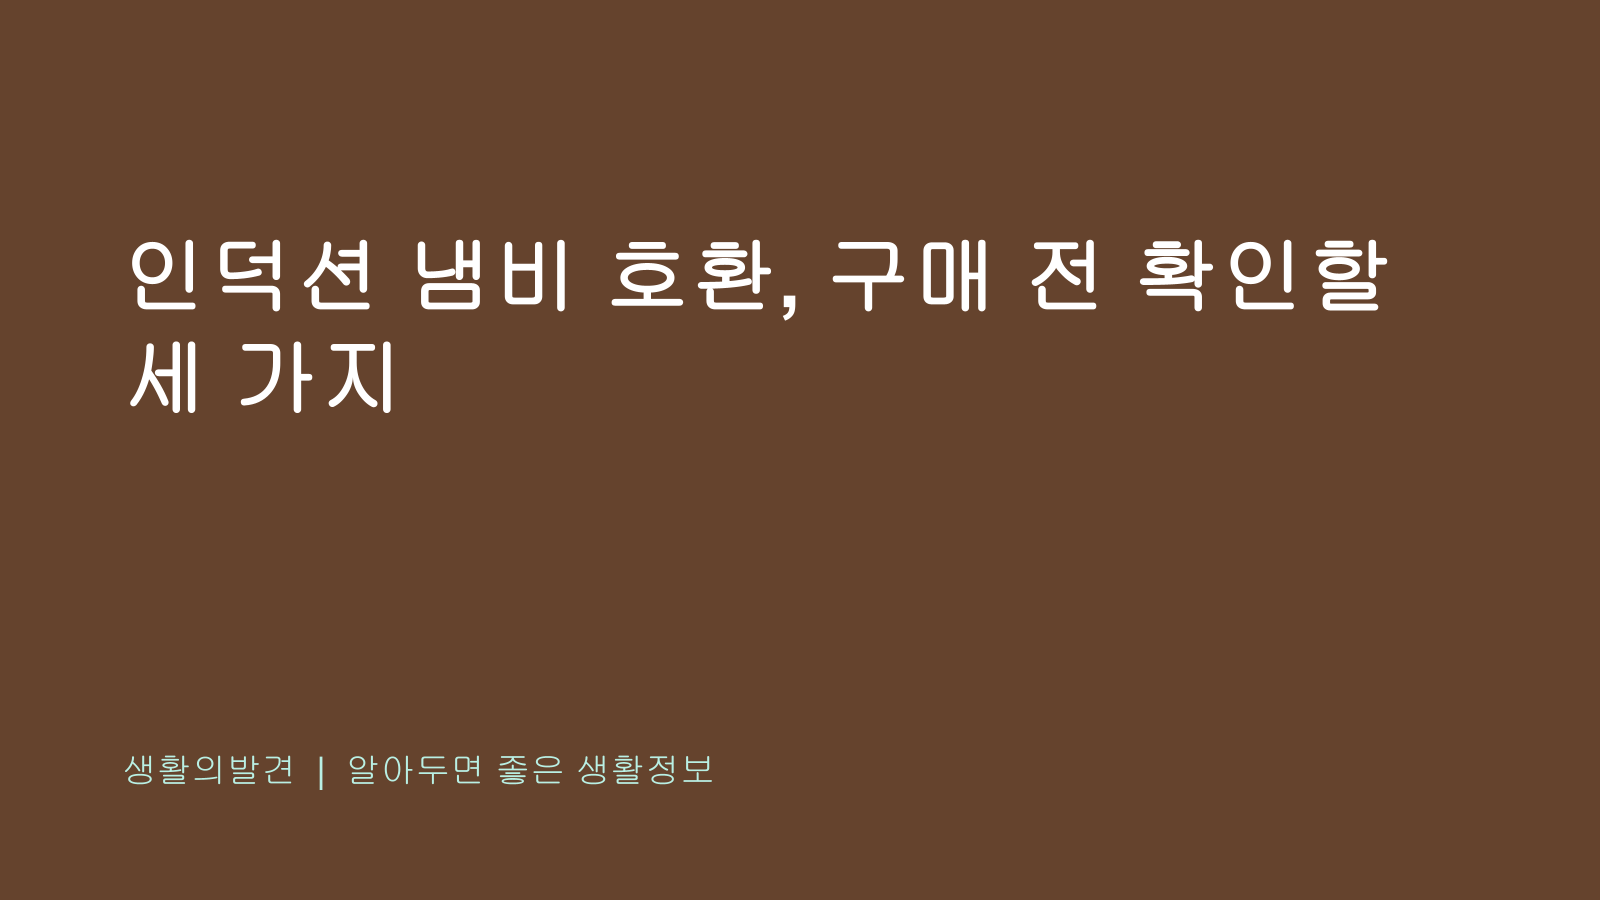 인덕션 냄비 호환, 구매 전 확인할
세 가지
생활의발견 | 알아두면 좋은 생활정보